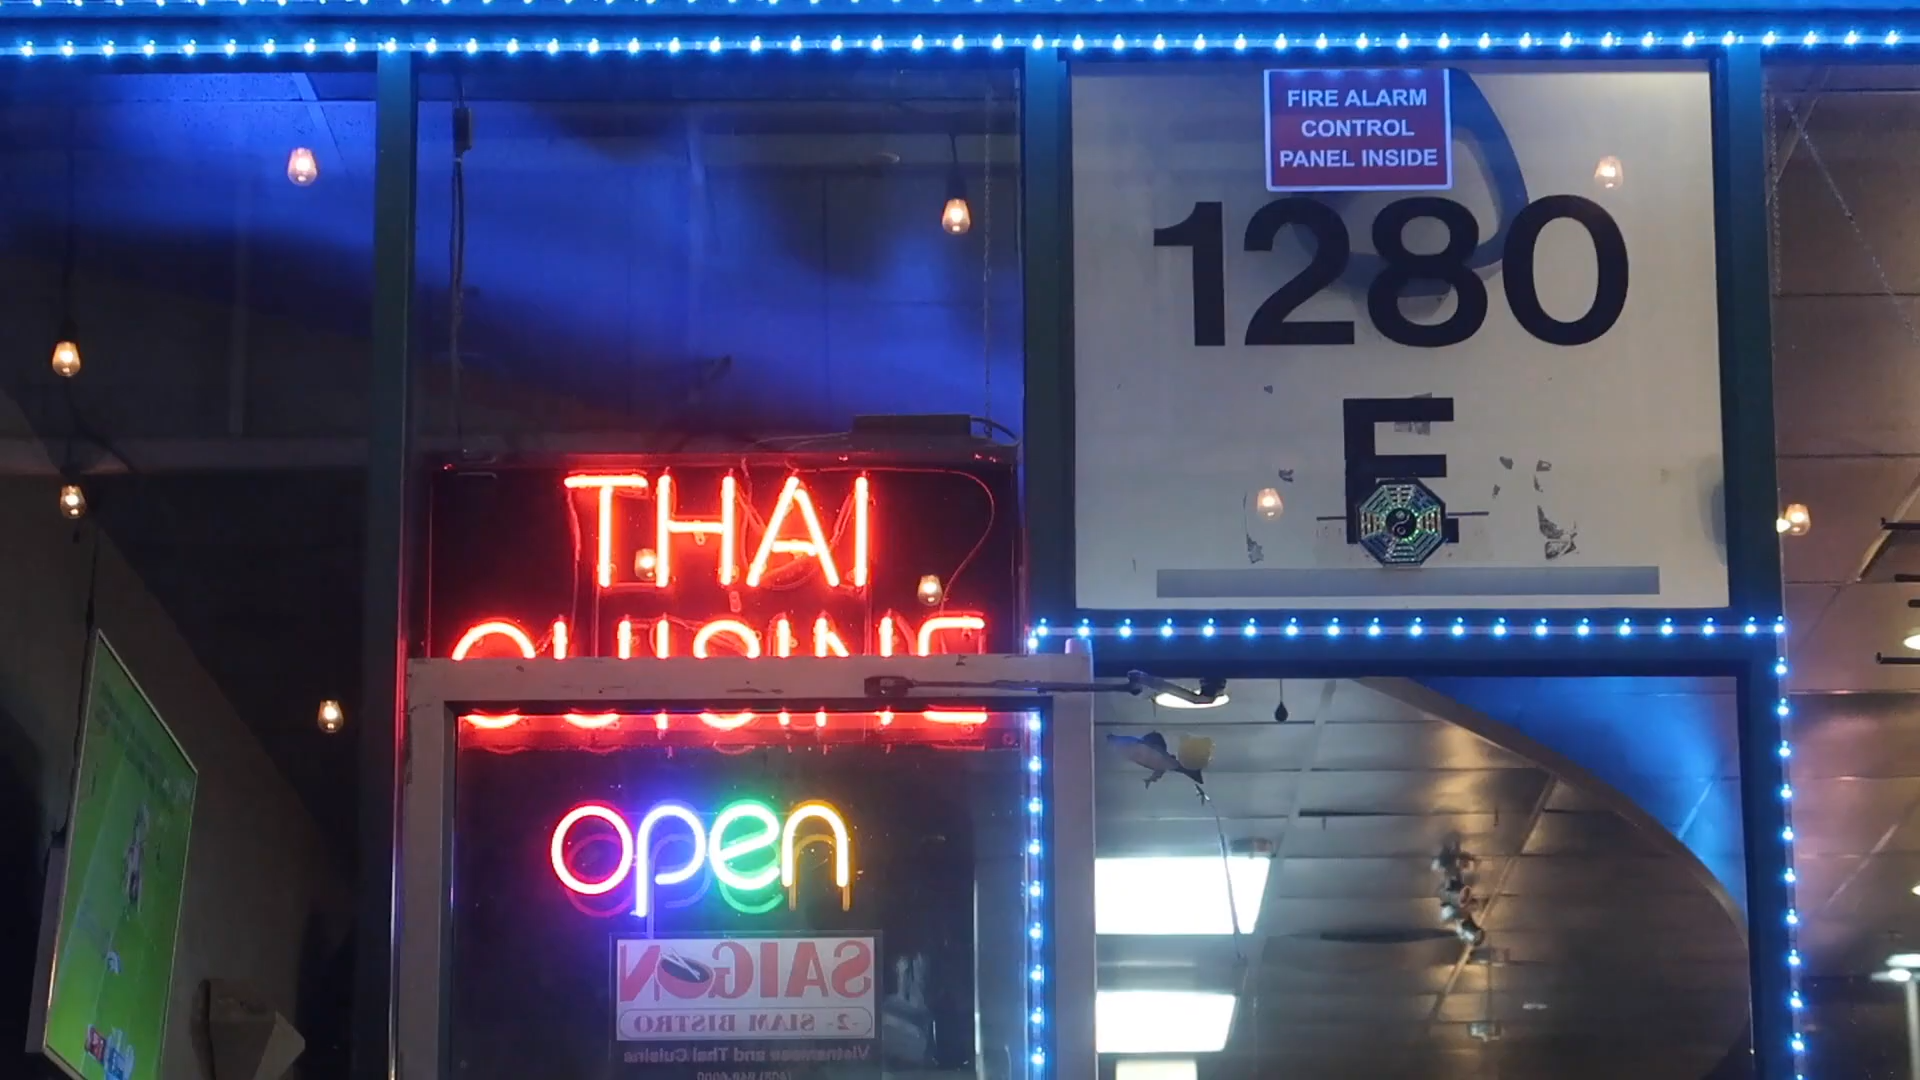 FIRE ALARM
CONTROL
PANEL INSIDE
1280
E
THAI
CUISINE
open
SAIGON
-2- SIAM BISTRO
Vietnamese and Thai Cuisine